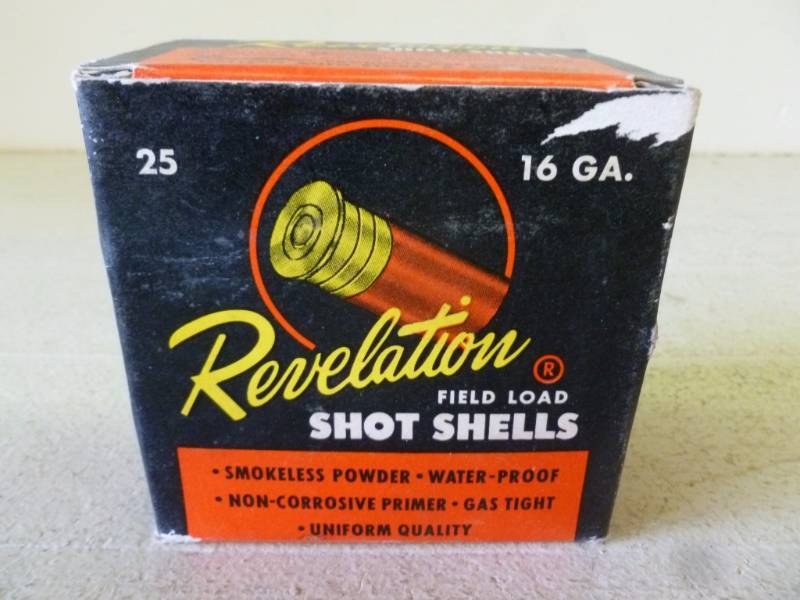 25
16 GA.
Revelation ®
FIELD LOAD
SHOT SHELLS
• SMOKELESS POWDER • WATER-PROOF
• NON-CORROSIVE PRIMER • GAS TIGHT
• UNIFORM QUALITY